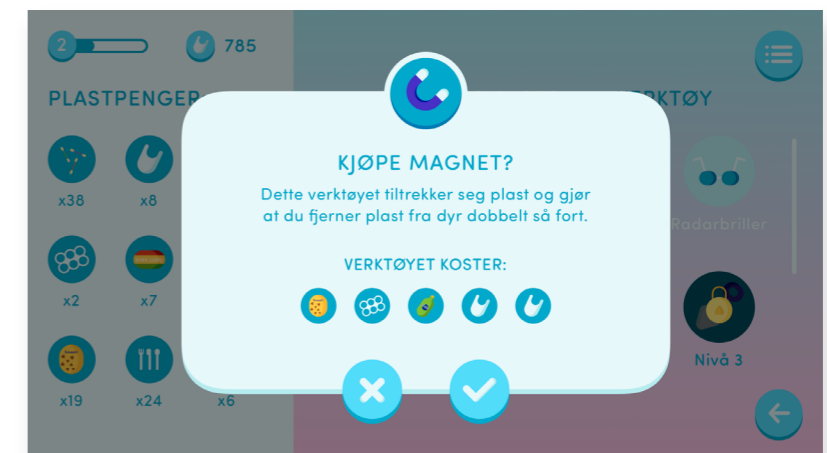 2
785
PLASTPENGER
RKTØY
x38
x8
KJØPE MAGNET?
Dette verktøyet tiltrekker seg plast og gjør
at du fjerner plast fra dyr dobbelt så fort.
Radarbriller
VERKTØYET KOSTER:
x2
x7
Nivå 3
x19
x24
x6